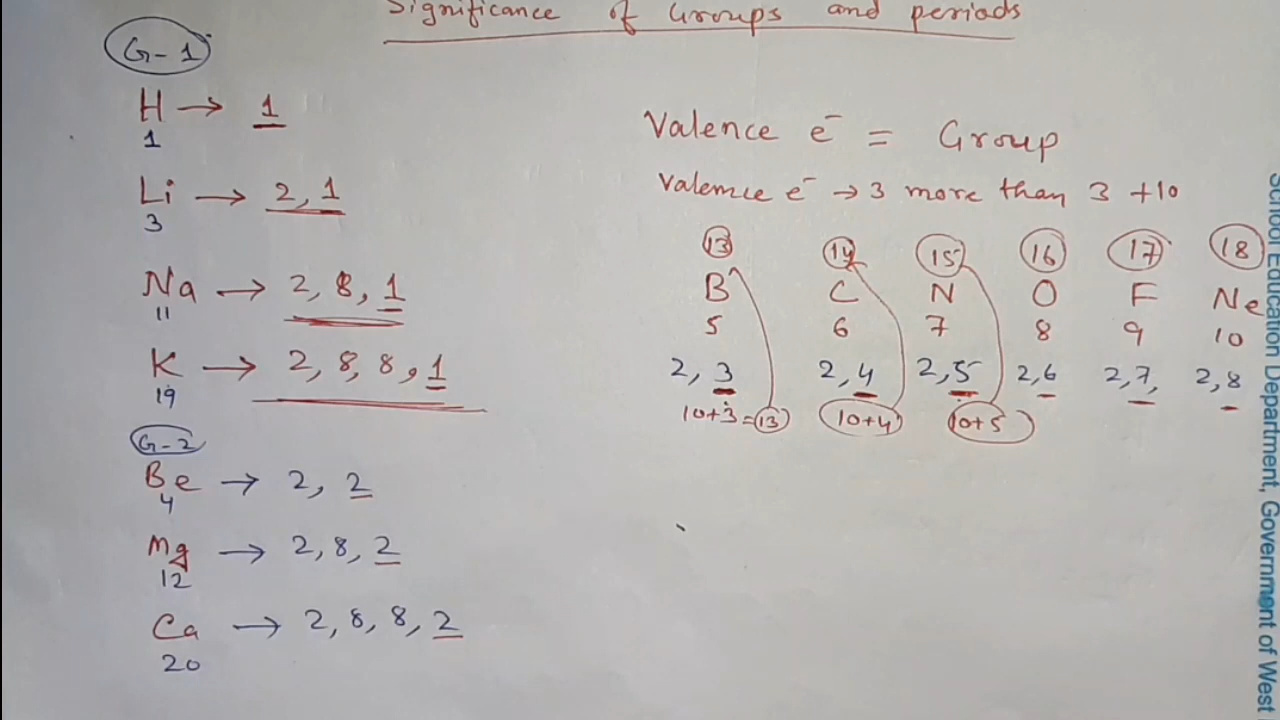 Significance of Groups and periods
G-1
H → 1
1
Li → 2, 1
3
Na → 2, 8, 1
11
K → 2, 8, 8, 1
19
G-2
Be → 2, 2
4
Mg → 2, 8, 2
12
Ca → 2, 8, 8, 2
20
Valence e⁻ = Group
Valence e⁻ → 3 more than 3 +10
13 14 15 16 17 18
B C N O F Ne
5 6 7 8 9 10
2, 3 2, 4 2, 5 2, 6 2, 7, 2, 8
10+3=13 10+4 10+5
School Education Department, Government of West